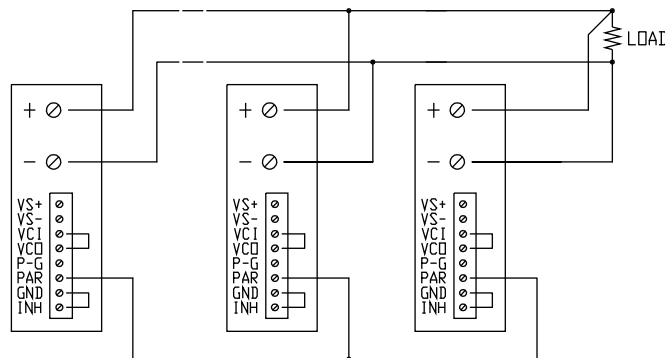 LOAD
+
-
VS+
VS-
VCI
VCO
P-G
PAR
GND
INH
+
-
VS+
VS-
VCI
VCO
P-G
PAR
GND
INH
+
-
VS+
VS-
VCI
VCO
P-G
PAR
GND
INH